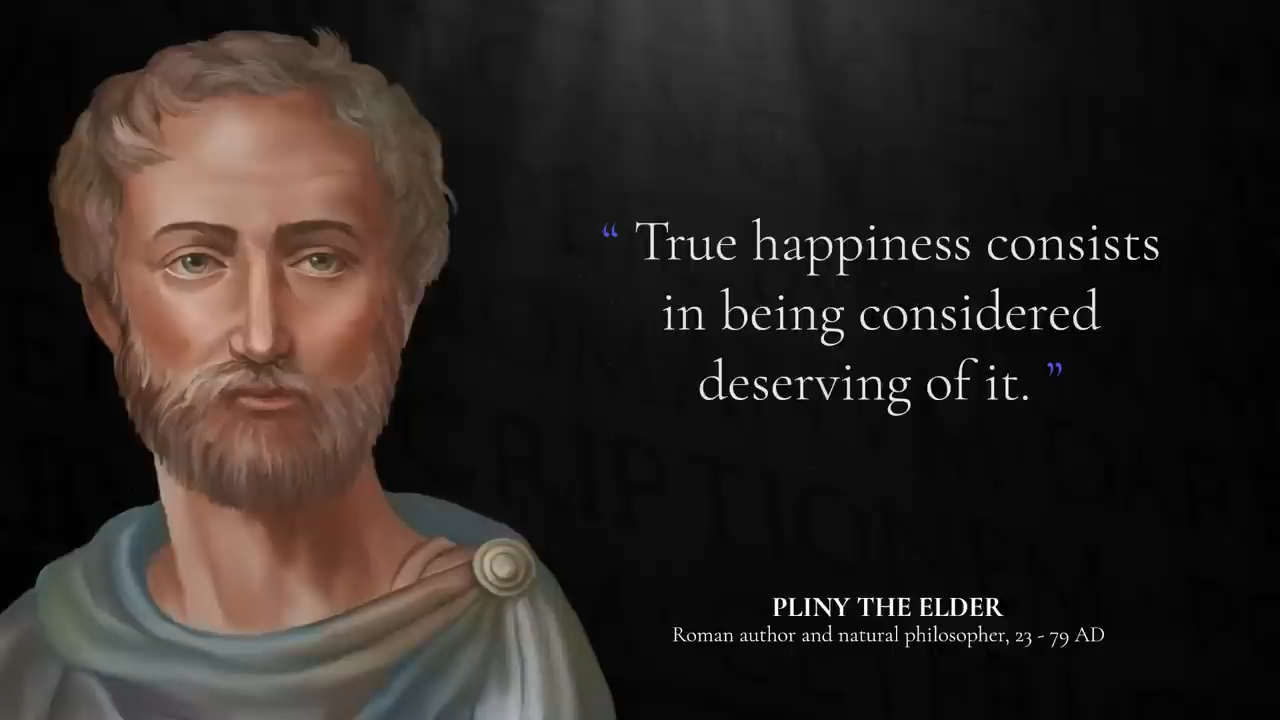 “ True happiness consists
in being considered
deserving of it. ”
PLINY THE ELDER
Roman author and natural philosopher, 23 - 79 AD